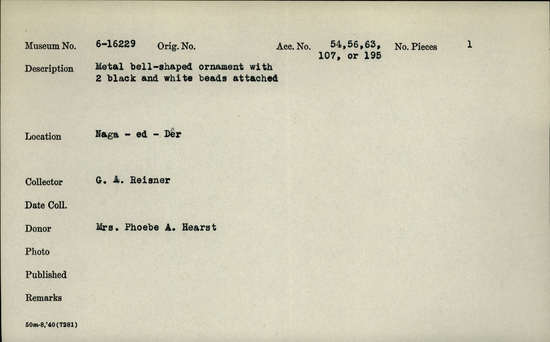 Museum No. 6-16229 Orig. No. Acc. No. 54,56,63, No. Pieces 1
107, or 195
Description Metal bell-shaped ornament with
2 black and white beads attached
Location Naga - ed - Dêr
Collector G. A. Reisner
Date Coll.
Donor Mrs. Phoebe A. Hearst
Photo
Published
Remarks
50m-8,'40(7281)